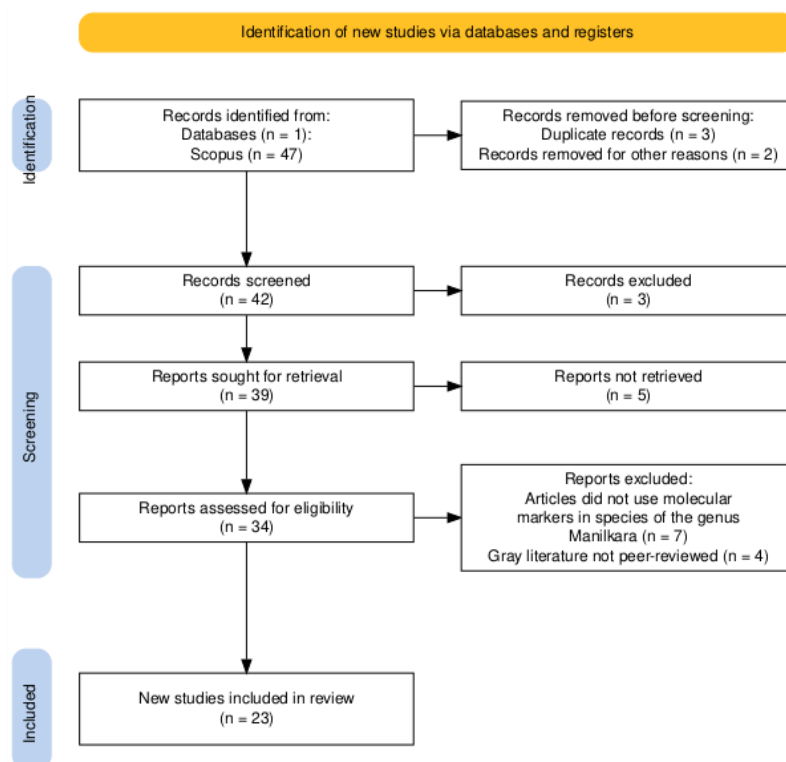 Identification of new studies via databases and registers
Identification
Records identified from:
Databases (n = 1):
Scopus (n = 47)
Records removed before screening:
Duplicate records (n = 3)
Records removed for other reasons (n = 2)
Screening
Records screened
(n = 42)
Records excluded
(n = 3)
Reports sought for retrieval
(n = 39)
Reports not retrieved
(n = 5)
Reports assessed for eligibility
(n = 34)
Reports excluded:
Articles did not use molecular
markers in species of the genus
Manilkara (n = 7)
Gray literature not peer-reviewed (n = 4)
Included
New studies included in review
(n = 23)